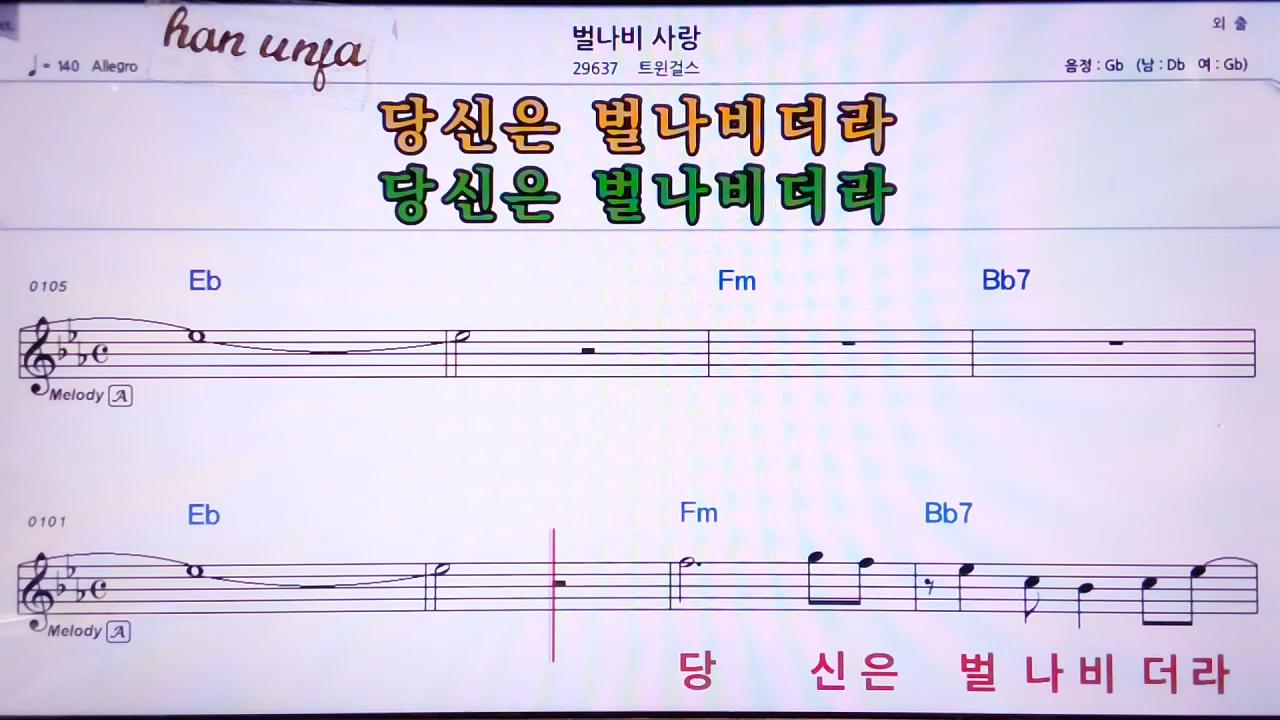 han unfa
벌나비 사랑
외 출
♩= 140 Allegro
29637 트윈걸스
음정 : Gb (남 : Db 여 : Gb)
당신은 벌나비더라
당신은 벌나비더라
0105 Eb Fm Bb7
Melody A
0101 Eb Fm Bb7
Melody A
당 신은 벌 나 비 더 라